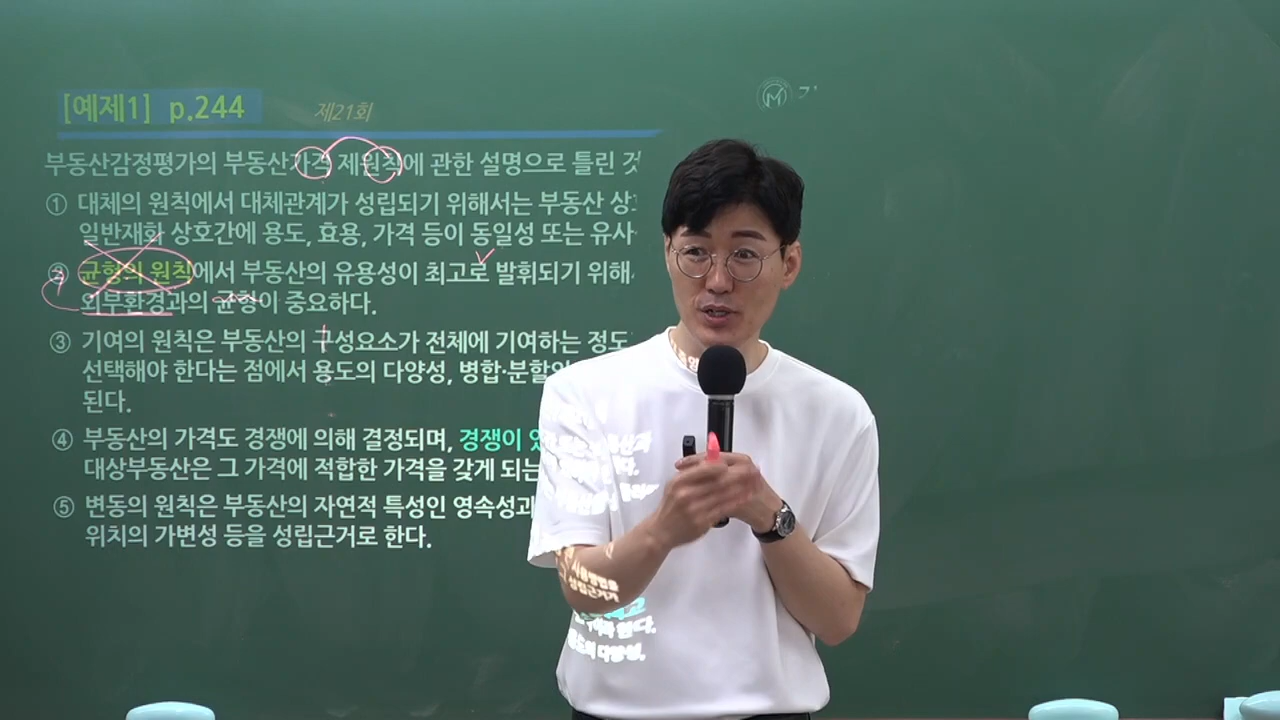 [예제1] p.244
제21회
부동산감정평가의 부동산가격 제원칙에 관한 설명으로 틀린
① 대체의 원칙에서 대체관계가 성립되기 위해서는 부동산
일반재화 상호간에 용도, 효용, 가격 등이 동일성 또는 유사
② 균형의 원칙에서 부동산의 유용성이 최고로 발휘되기
외부환경과의 균형이 중요하다.
③ 기여의 원칙은 부동산의 구성요소가 전체에 기여하는 정도
선택해야 한다는 점에서 용도의 다양성,
된다.
④ 부동산의 가격도 경쟁에 의해 결정되며, 경쟁이
대상부동산은 그 가격에 적합한 가격을 갖게 되는
⑤ 변동의 원칙은 부동산의 자연적 특성인 영속성과
위치의 가변성 등을 성립근거로 한다.